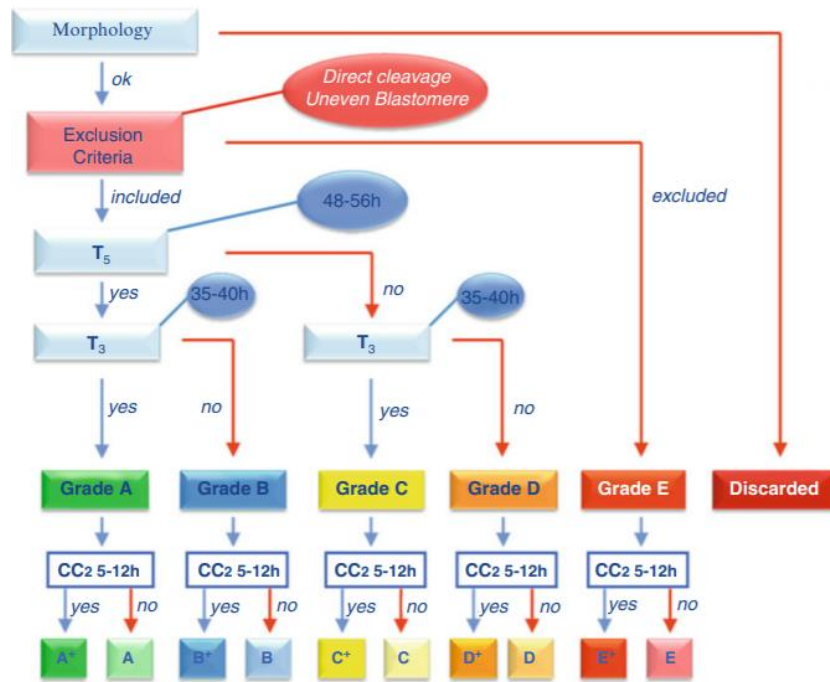 Morphology
ok
Direct cleavage
Uneven Blastomere
Exclusion
Criteria
included
excluded
48-56h
T5
yes
no
35-40h
35-40h
T3
T3
yes
no
yes
no
Grade A
Grade B
Grade C
Grade D
Grade E
Discarded
CC2 5-12h
CC2 5-12h
CC2 5-12h
CC2 5-12h
CC2 5-12h
yes
no
yes
no
yes
no
yes
no
yes
no
A+
A
B+
B
C+
C
D+
D
E+
E